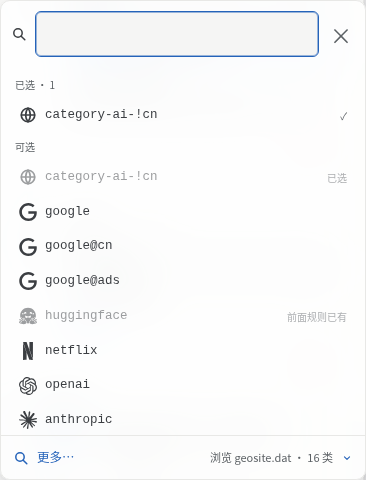 已选 · 1
category-ai-!cn ✓
可选
category-ai-!cn 已选
google
google@cn
google@ads
huggingface 前面规则已有
netflix
openai
anthropic
更多··· 浏览 geosite.dat · 16 类